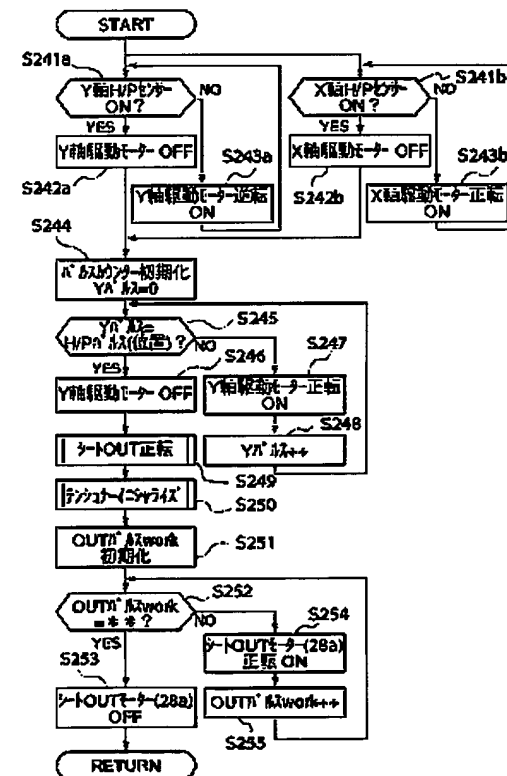 START
S241a
Y軸H/Pセンサー
ON?
NO
YES
Y軸駆動モーター OFF
S242a
S243a
Y軸駆動モーター逆転
ON
S241b
X軸H/Pセンサー
ON?
NO
YES
X軸駆動モーター OFF
S242b
S243b
X軸駆動モーター正転
ON
S244
パルスカウンター初期化
Yパルス=0
S245
Yパルス=
H/Pパルス(位置)?
NO
YES
S246
Y軸駆動モーター OFF
S247
Y軸駆動モーター正転
ON
S248
Yパルス++
シートOUT正転
S249
テンショナーイニシャライズ
S250
OUTパルスwork
初期化
S251
S252
OUTパルスwork
=**?
NO
YES
S254
シートOUTモーター(28a)
正転 ON
S253
シートOUTモーター(28a)
OFF
OUTパルスwork++
S255
RETURN